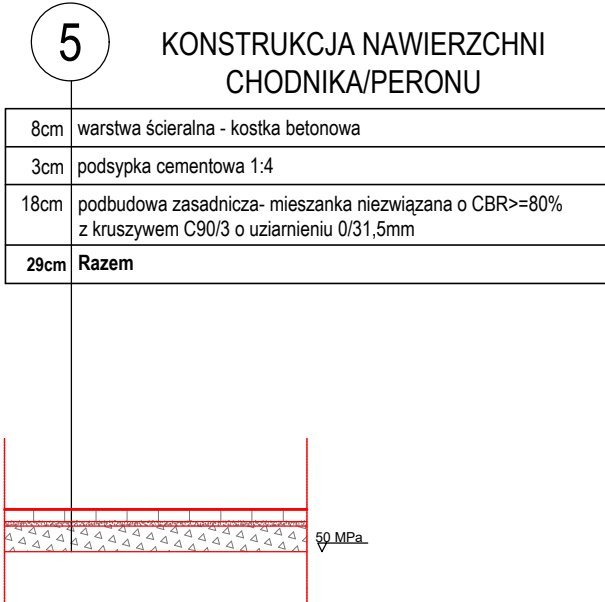 5
KONSTRUKCJA NAWIERZCHNI
CHODNIKA/PERONU
8cm warstwa ścieralna - kostka betonowa
3cm podsypka cementowa 1:4
18cm podbudowa zasadnicza- mieszanka niezwiązana o CBR>=80%
z kruszywem C90/3 o uziarnieniu 0/31,5mm
29cm Razem
50 MPa